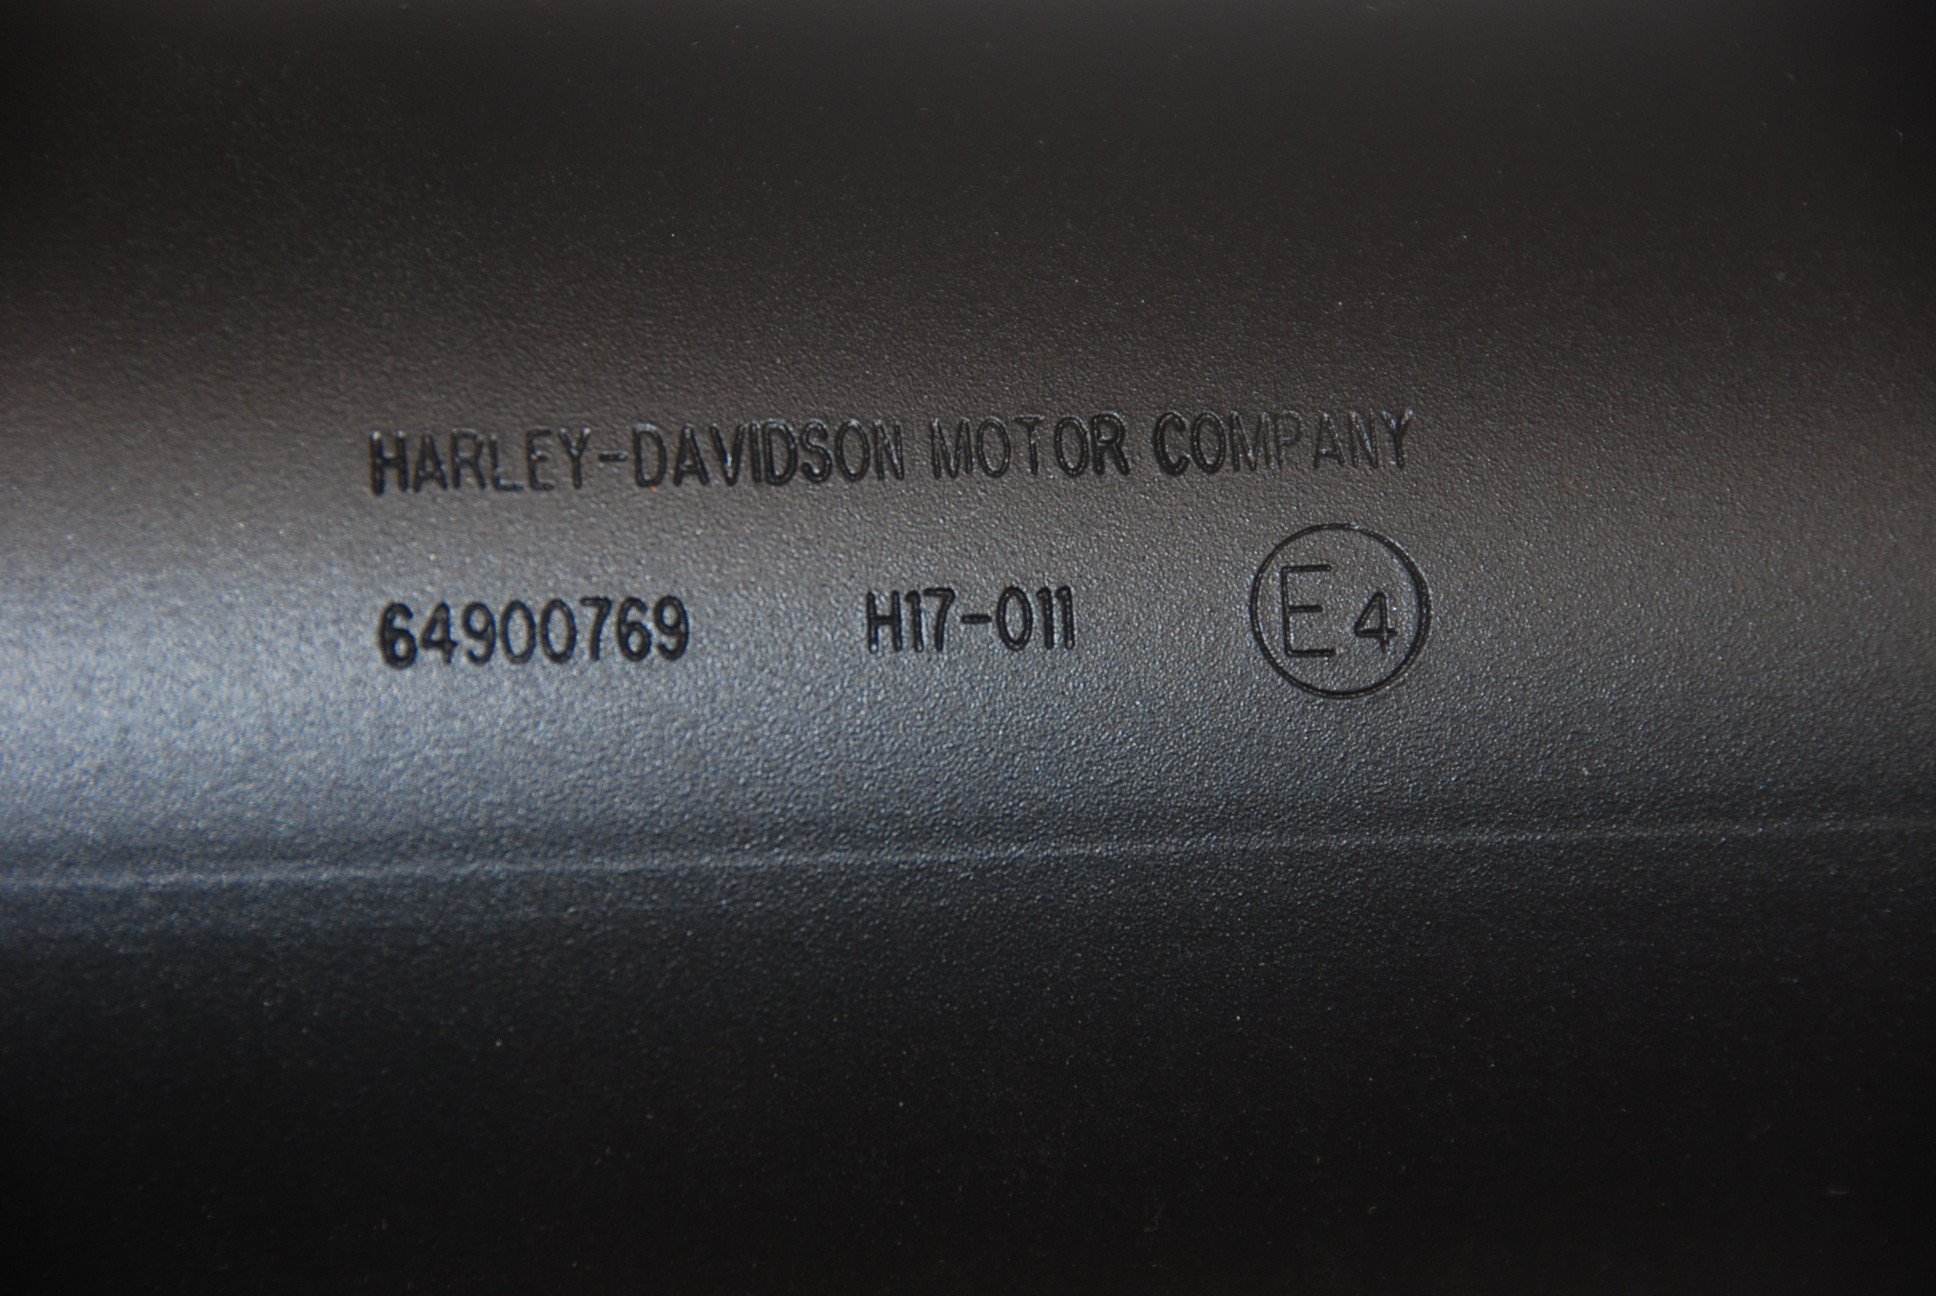 HARLEY-DAVIDSON MOTOR COMPANY
64900769 H17-011 E4